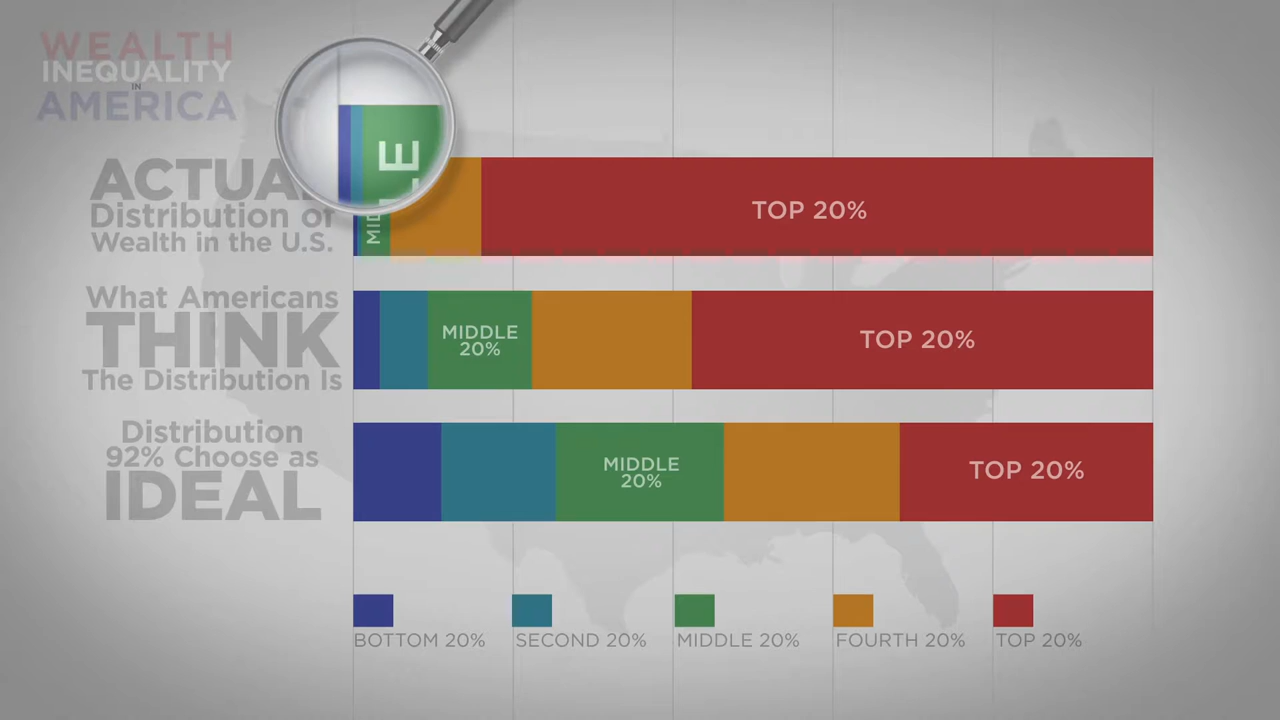 WEALTH
INEQUALITY
IN
AMERICA
ACTUA
Distribution of
Wealth in the U.S.
TOP 20%
What Americans
THINK
The Distribution Is
MIDDLE
20%
TOP 20%
Distribution
92% Choose as
IDEAL
MIDDLE
20%
TOP 20%
BOTTOM 20%
SECOND 20%
MIDDLE 20%
FOURTH 20%
TOP 20%